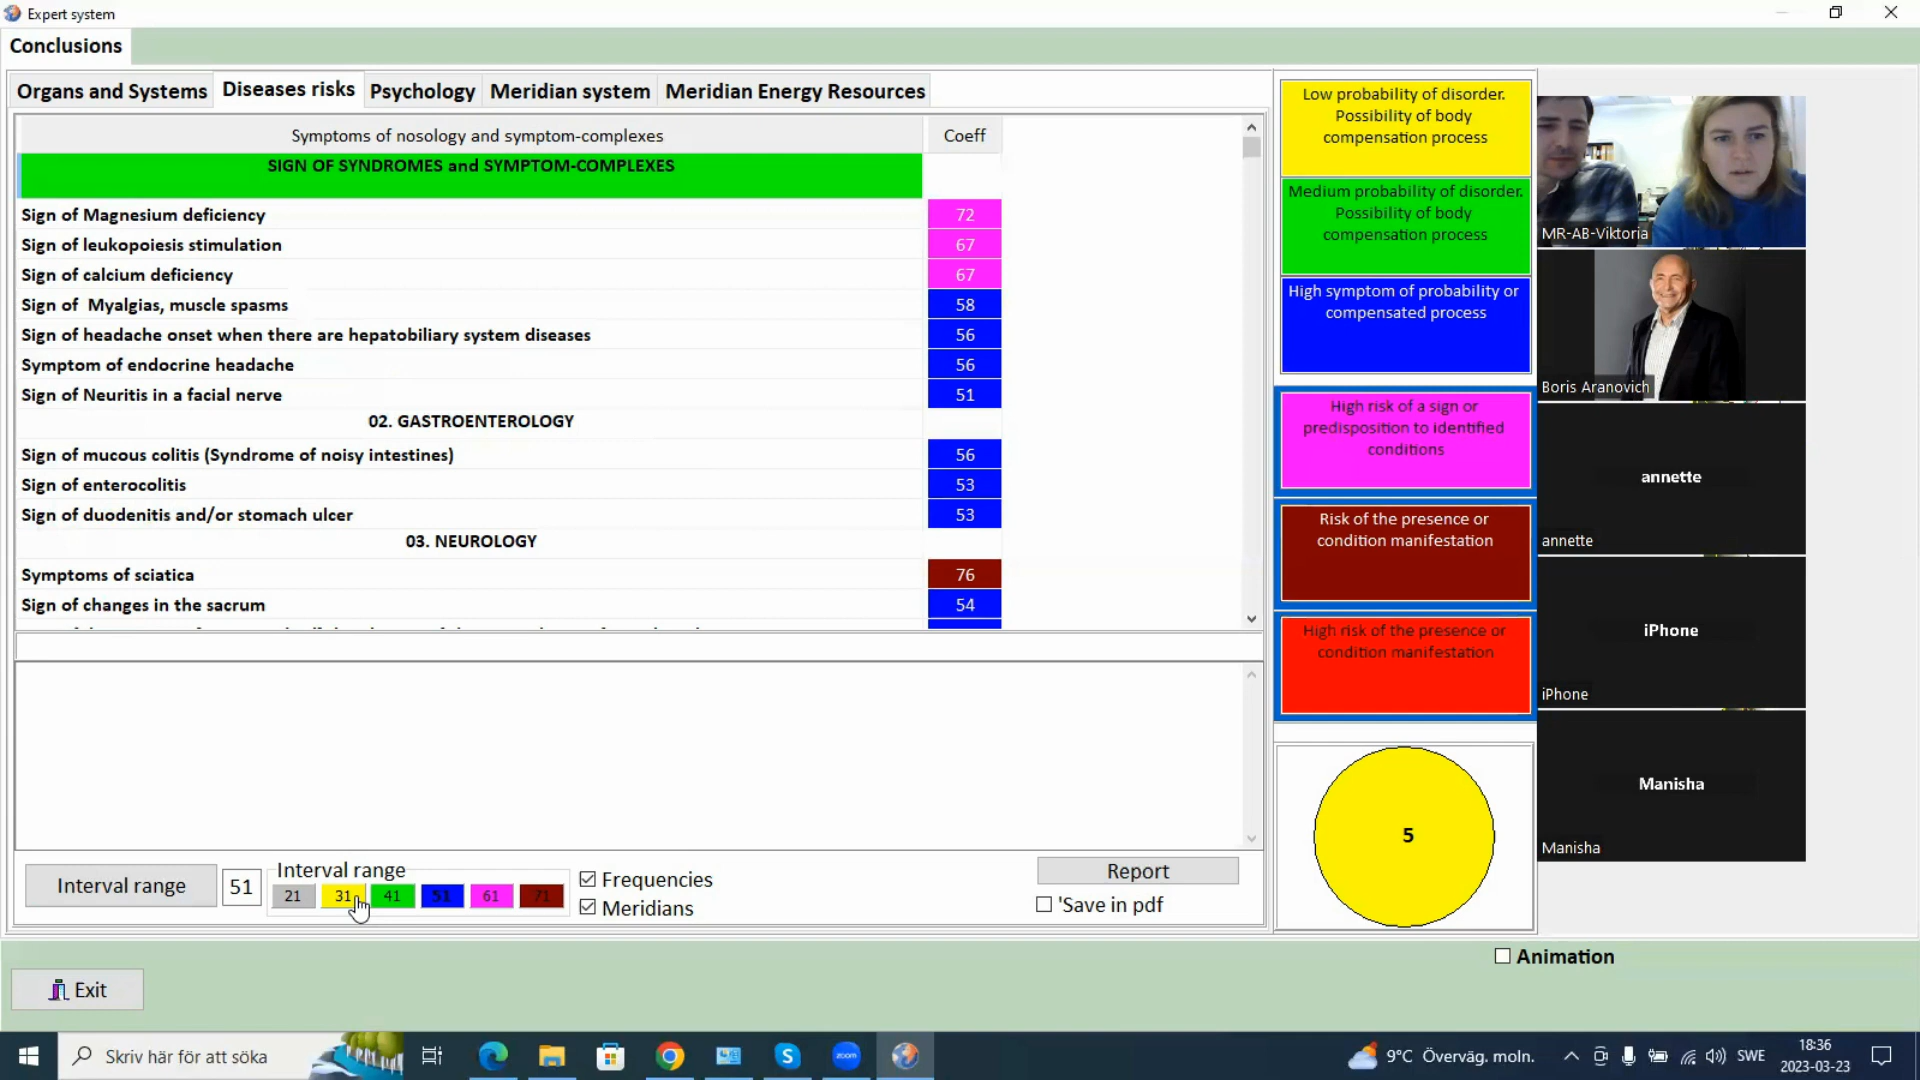 Expert system
Conclusions
Organs and Systems
Diseases risks
Psychology
Meridian system
Meridian Energy Resources
Symptoms of nosology and symptom-complexes
Coeff
SIGN OF SYNDROMES and SYMPTOM-COMPLEXES
Sign of Magnesium deficiency 72
Sign of leukopoiesis stimulation 67
Sign of calcium deficiency 67
Sign of Myalgias, muscle spasms 58
Sign of headache onset when there are hepatobiliary system diseases 56
Symptom of endocrine headache 56
Sign of Neuritis in a facial nerve 51
02. GASTROENTEROLOGY
Sign of mucous colitis (Syndrome of noisy intestines) 56
Sign of enterocolitis 53
Sign of duodenitis and/or stomach ulcer 53
03. NEUROLOGY
Symptoms of sciatica 76
Sign of changes in the sacrum 54
Interval range
51
Interval range
21 31 41 51 61 71
Frequencies
Meridians
Report
'Save in pdf
Low probability of disorder.
Possibility of body
compensation process
Medium probability of disorder.
Possibility of body
compensation process
High symptom of probability or
compensated process
High risk of a sign or
predisposition to identified
conditions
Risk of the presence or
condition manifestation
High risk of the presence or
condition manifestation
5
MR-AB-Viktoria
Boris Aranovich
annette
annette
iPhone
iPhone
Manisha
Manisha
Animation
Exit
Skriv här för att söka
zoom
9°C Överväg. moln.
SWE
18:36
2023-03-23